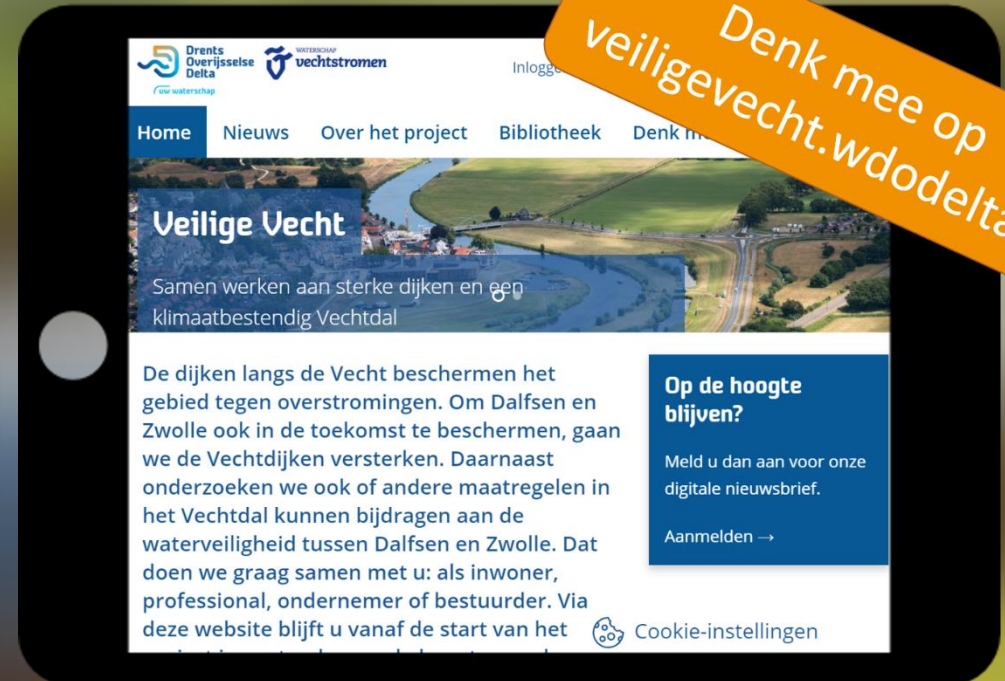 Denk mee op
veiligevecht.wdodelta
Drents
Overijsselse
Delta
uw waterschap
WATERSCHAP
vechtstromen
Home Nieuws Over het project Bibliotheek Denk
Veilige Vecht
Samen werken aan sterke dijken en een
klimaatbestendig Vechtdal
De dijken langs de Vecht beschermen het
gebied tegen overstromingen. Om Dalfsen en
Zwolle ook in de toekomst te beschermen, gaan
we de Vechtdijken versterken. Daarnaast
onderzoeken we ook of andere maatregelen in
het Vechtdal kunnen bijdragen aan de
waterveiligheid tussen Dalfsen en Zwolle. Dat
doen we graag samen met u: als inwoner,
professional, ondernemer of bestuurder. Via
deze website blijft u vanaf de start van het
Op de hoogte
blijven?
Meld u dan aan voor onze
digitale nieuwsbrief.
Aanmelden →
Cookie-instellingen